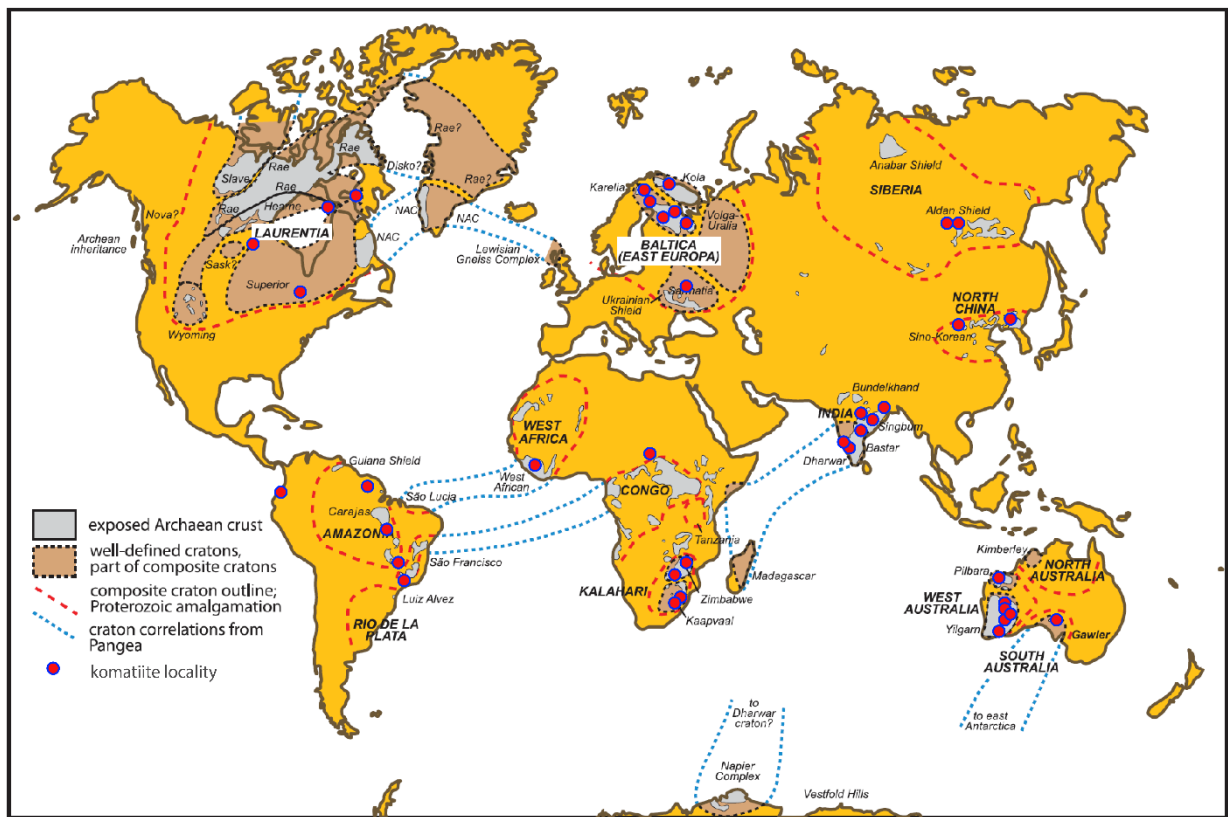 Rae?
Rae
Anabar Shield
Rae
Disko?
Slave
Kola
Rae?
Karelia
SIBERIA
Rae
NAC
Rae
Hearne
Nova?
NAC
Volga-
Uralia
Aldan Shield
LAURENTIA
Archean
Inheritance
NAC
BALTICA
(EAST EUROPA)
Lewisian
Gneiss Complex
Sask?
Superior
Sarmatia
Ukrainian
Shield
NORTH
CHINA
Wyoming
Sino-Korean
Bundelkhand
INDIA
WEST
AFRICA
Singbum
Bastar
Dharwar
Guiana Shield
West
African
CONGO
São Lucia
Carajas
AMAZONIA
Tanzania
Kimberley
São Francisco
Pilbara
NORTH
AUSTRALIA
Madagascar
KALAHARI
Zimbabwe
WEST
AUSTRALIA
Luiz Alvez
Kaapvaal
RIO DE LA
PLATA
Yilgarn
Gawler
SOUTH
AUSTRALIA
exposed Archaean crust
well-defined cratons,
part of composite cratons
composite craton outline;
Proterozoic amalgamation
craton correlations from
Pangea
komatiite locality
to
Dharwar
craton?
to east
Antarctica
Napier
Complex
Vestfold Hills